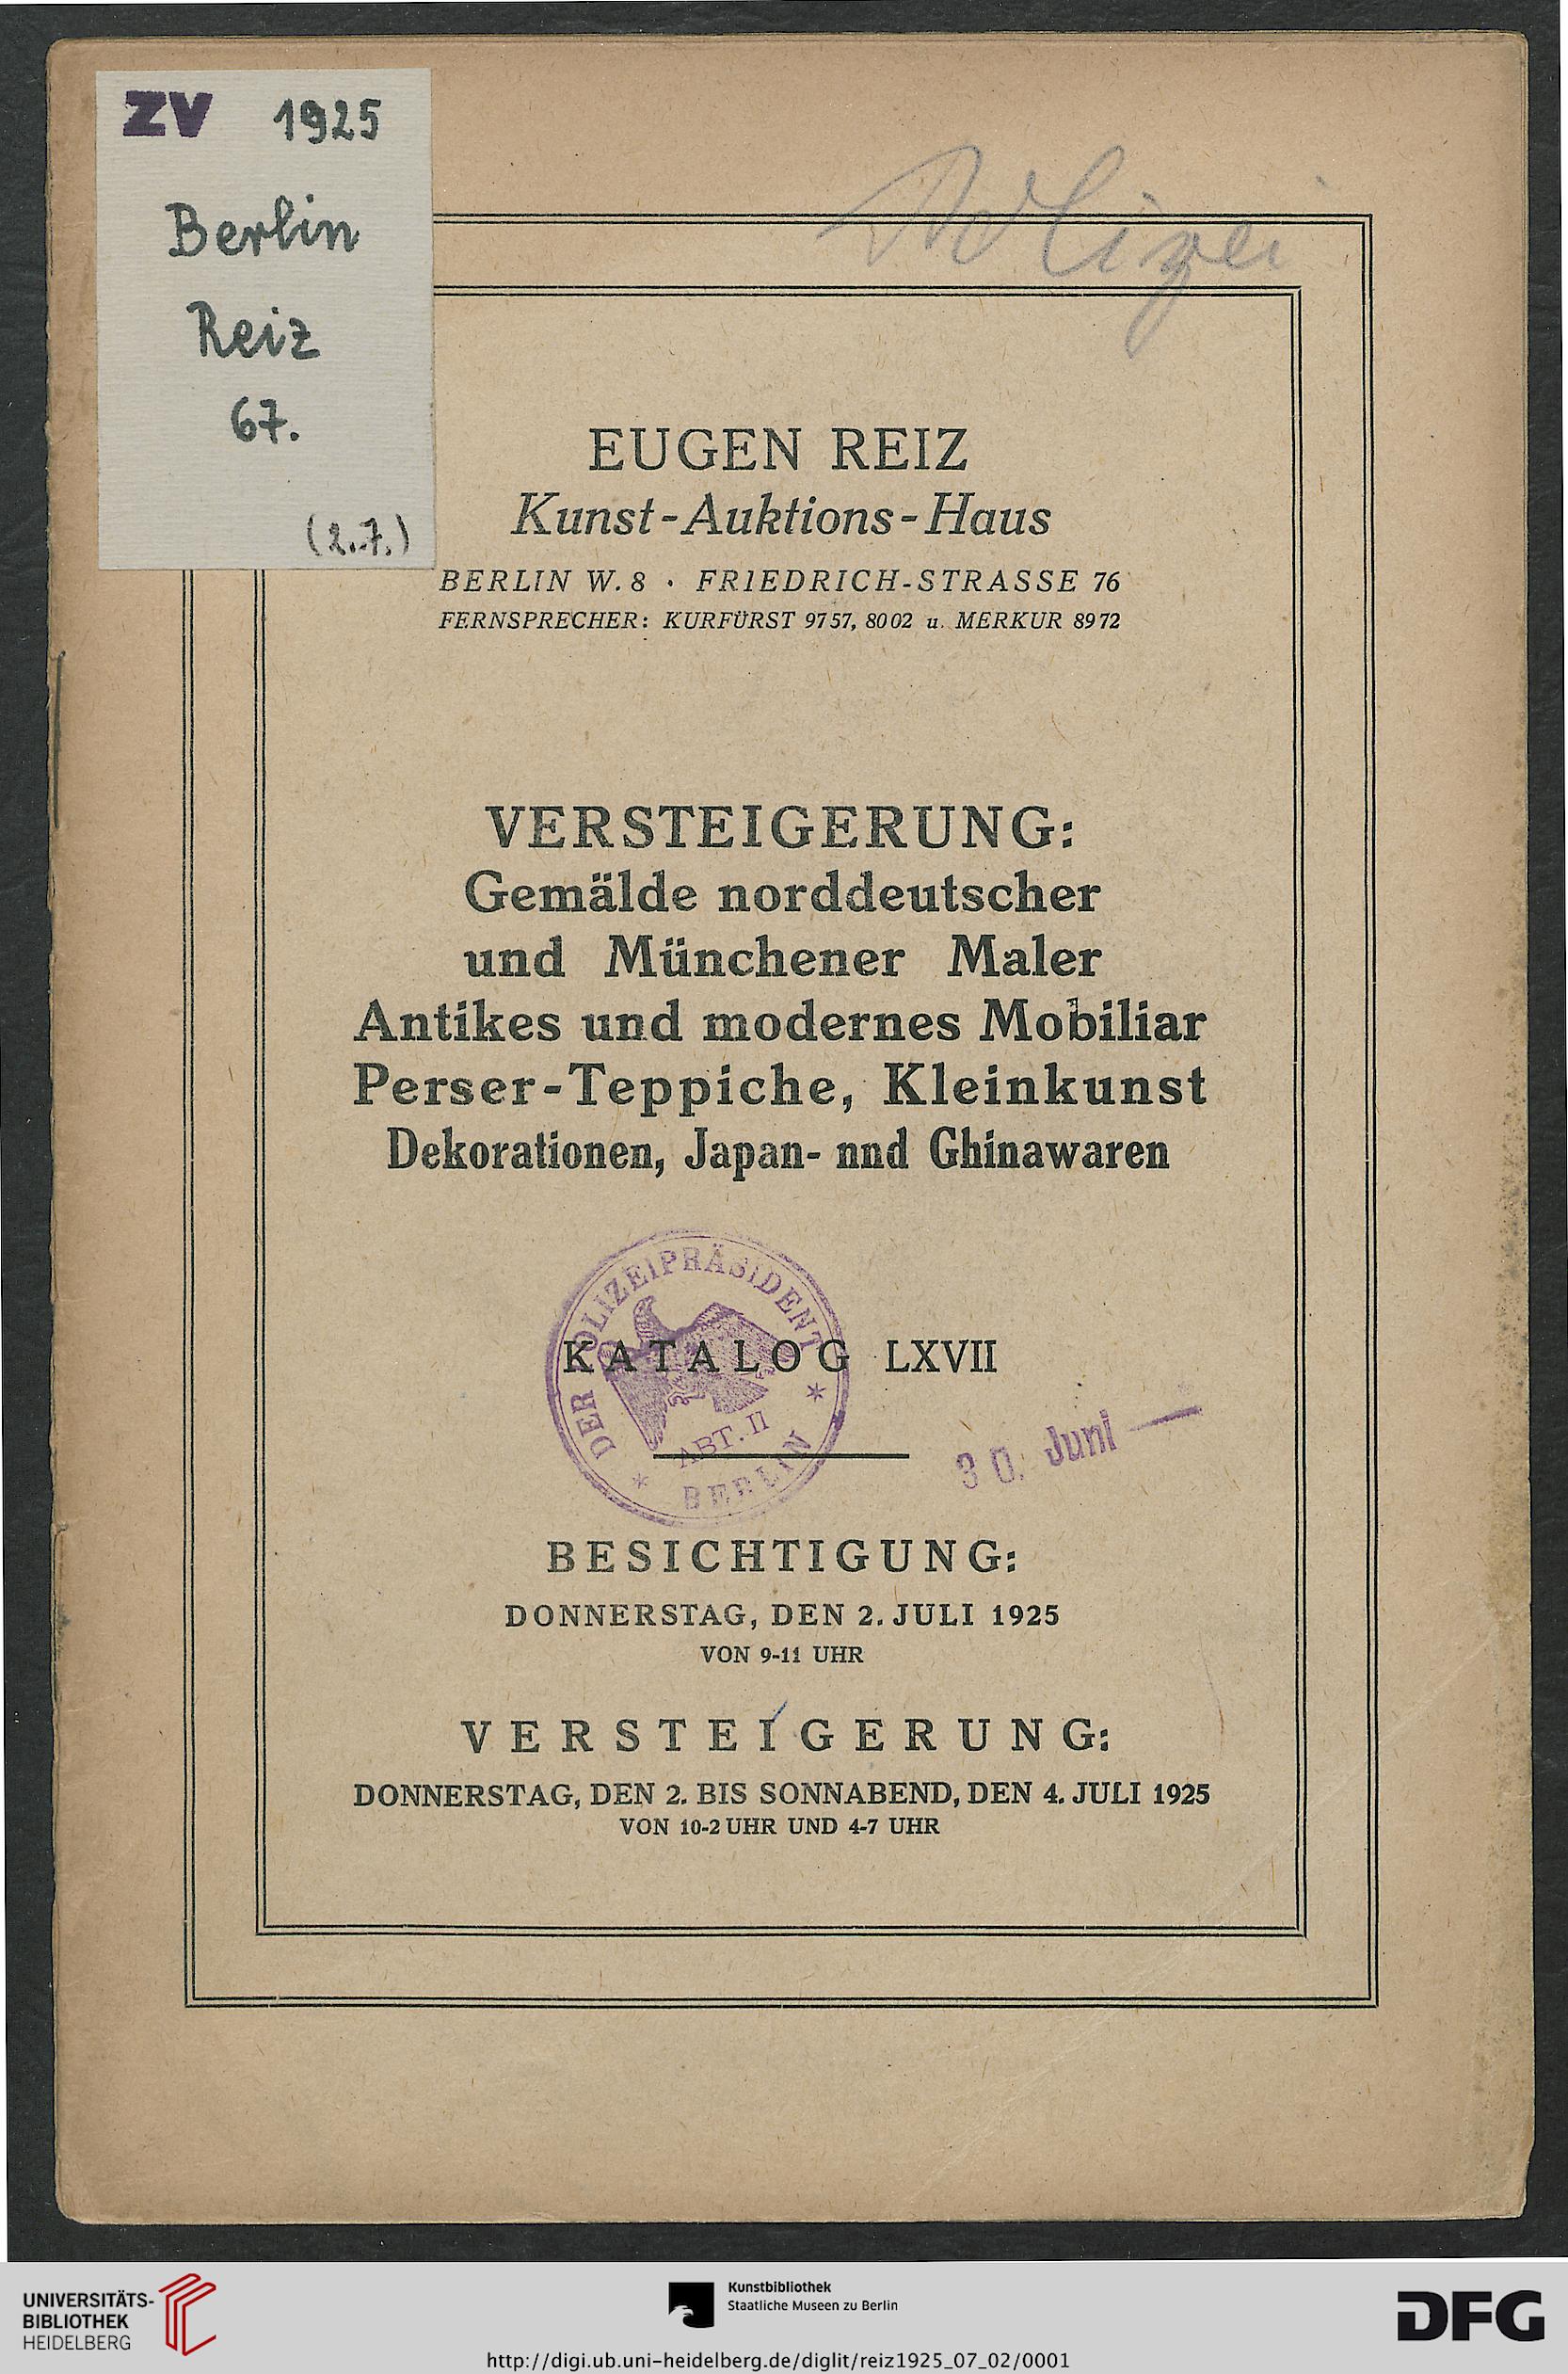 ZV 1925
Berlin
Reiz
67.
(2.7.)
Polizei
EUGEN REIZ
Kunst-Auktions-Haus
BERLIN W. 8 · FRIEDRICH-STRASSE 76
FERNSPRECHER: KURFÜRST 9757, 8002 u. MERKUR 8972
VERSTEIGERUNG:
Gemälde norddeutscher
und Münchener Maler
Antikes und modernes Mobiliar
Perser-Teppiche, Kleinkunst
Dekorationen, Japan- nnd Ghinawaren
DER POLIZEIPRÄSIDENT
KATALOG LXVII
ABT. II
* BERLIN *
30. Juni —
BESICHTIGUNG:
DONNERSTAG, DEN 2. JULI 1925
VON 9-11 UHR
VERSTEIGERUNG:
DONNERSTAG, DEN 2. BIS SONNABEND, DEN 4. JULI 1925
VON 10-2 UHR UND 4-7 UHR
UNIVERSITÄTS-
BIBLIOTHEK
HEIDELBERG
Kunstbibliothek
Staatliche Museen zu Berlin
DFG
http://digi.ub.uni-heidelberg.de/diglit/reiz1925_07_02/0001